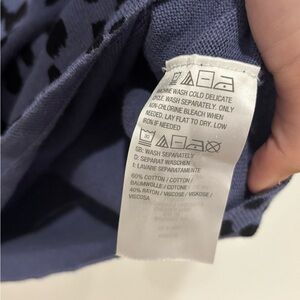 MACHINE WASH COLD DELICATE
CYCLE. WASH SEPARATELY. ONLY
NON-CHLORINE BLEACH WHEN
NEEDED. LAY FLAT TO DRY. LOW
IRON IF NEEDED
GB: WASH SEPARATELY
D: SEPARAT WASCHEN
I: LAVARE SEPARATAMENTE
60% COTTON / COTON /
BAUMWOLLE / COTONE /
40% RAYON / VISCOSE / VISKOSE /
VISCOSA